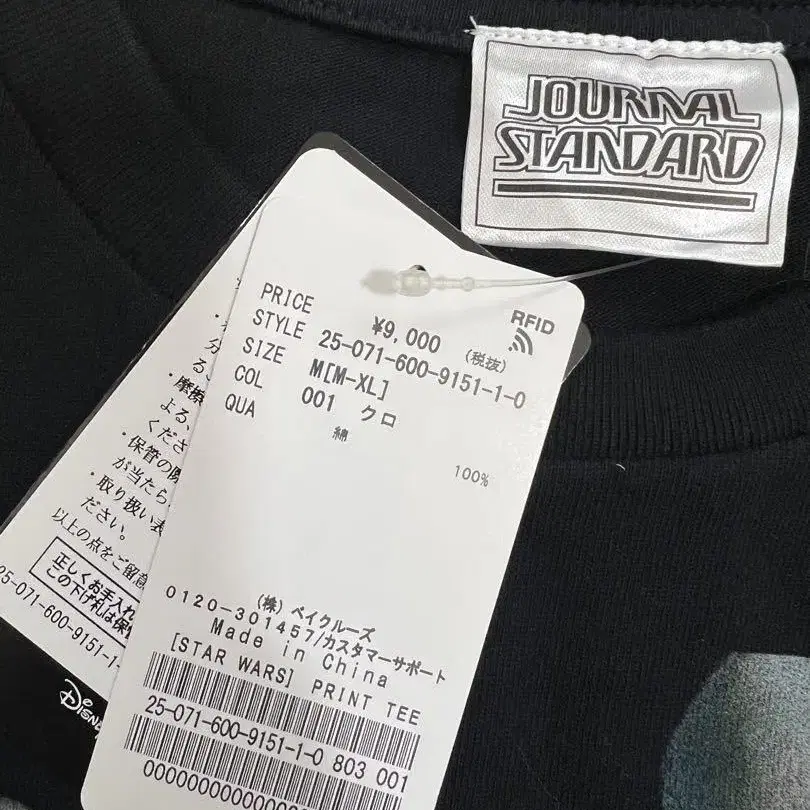 JOURNAL
STANDARD
PRICE ¥9,000 (税抜)
RFID
STYLE 25-071-600-9151-1-0
SIZE M[M-XL]
COL 001 クロ
QUA 綿
100%
(株) ベイクルーズ
0120-301457/カスタマーサポート
Made in China
[STAR WARS] PRINT TEE
25-071-600-9151-1-0 803 001
・摩擦
よる、
くださ
・保管の際
が当たら
・取り扱い表
ださい。
以上の点をご留意
正しくお手入れ
この下げ札は保
25-071-600-9151-1-